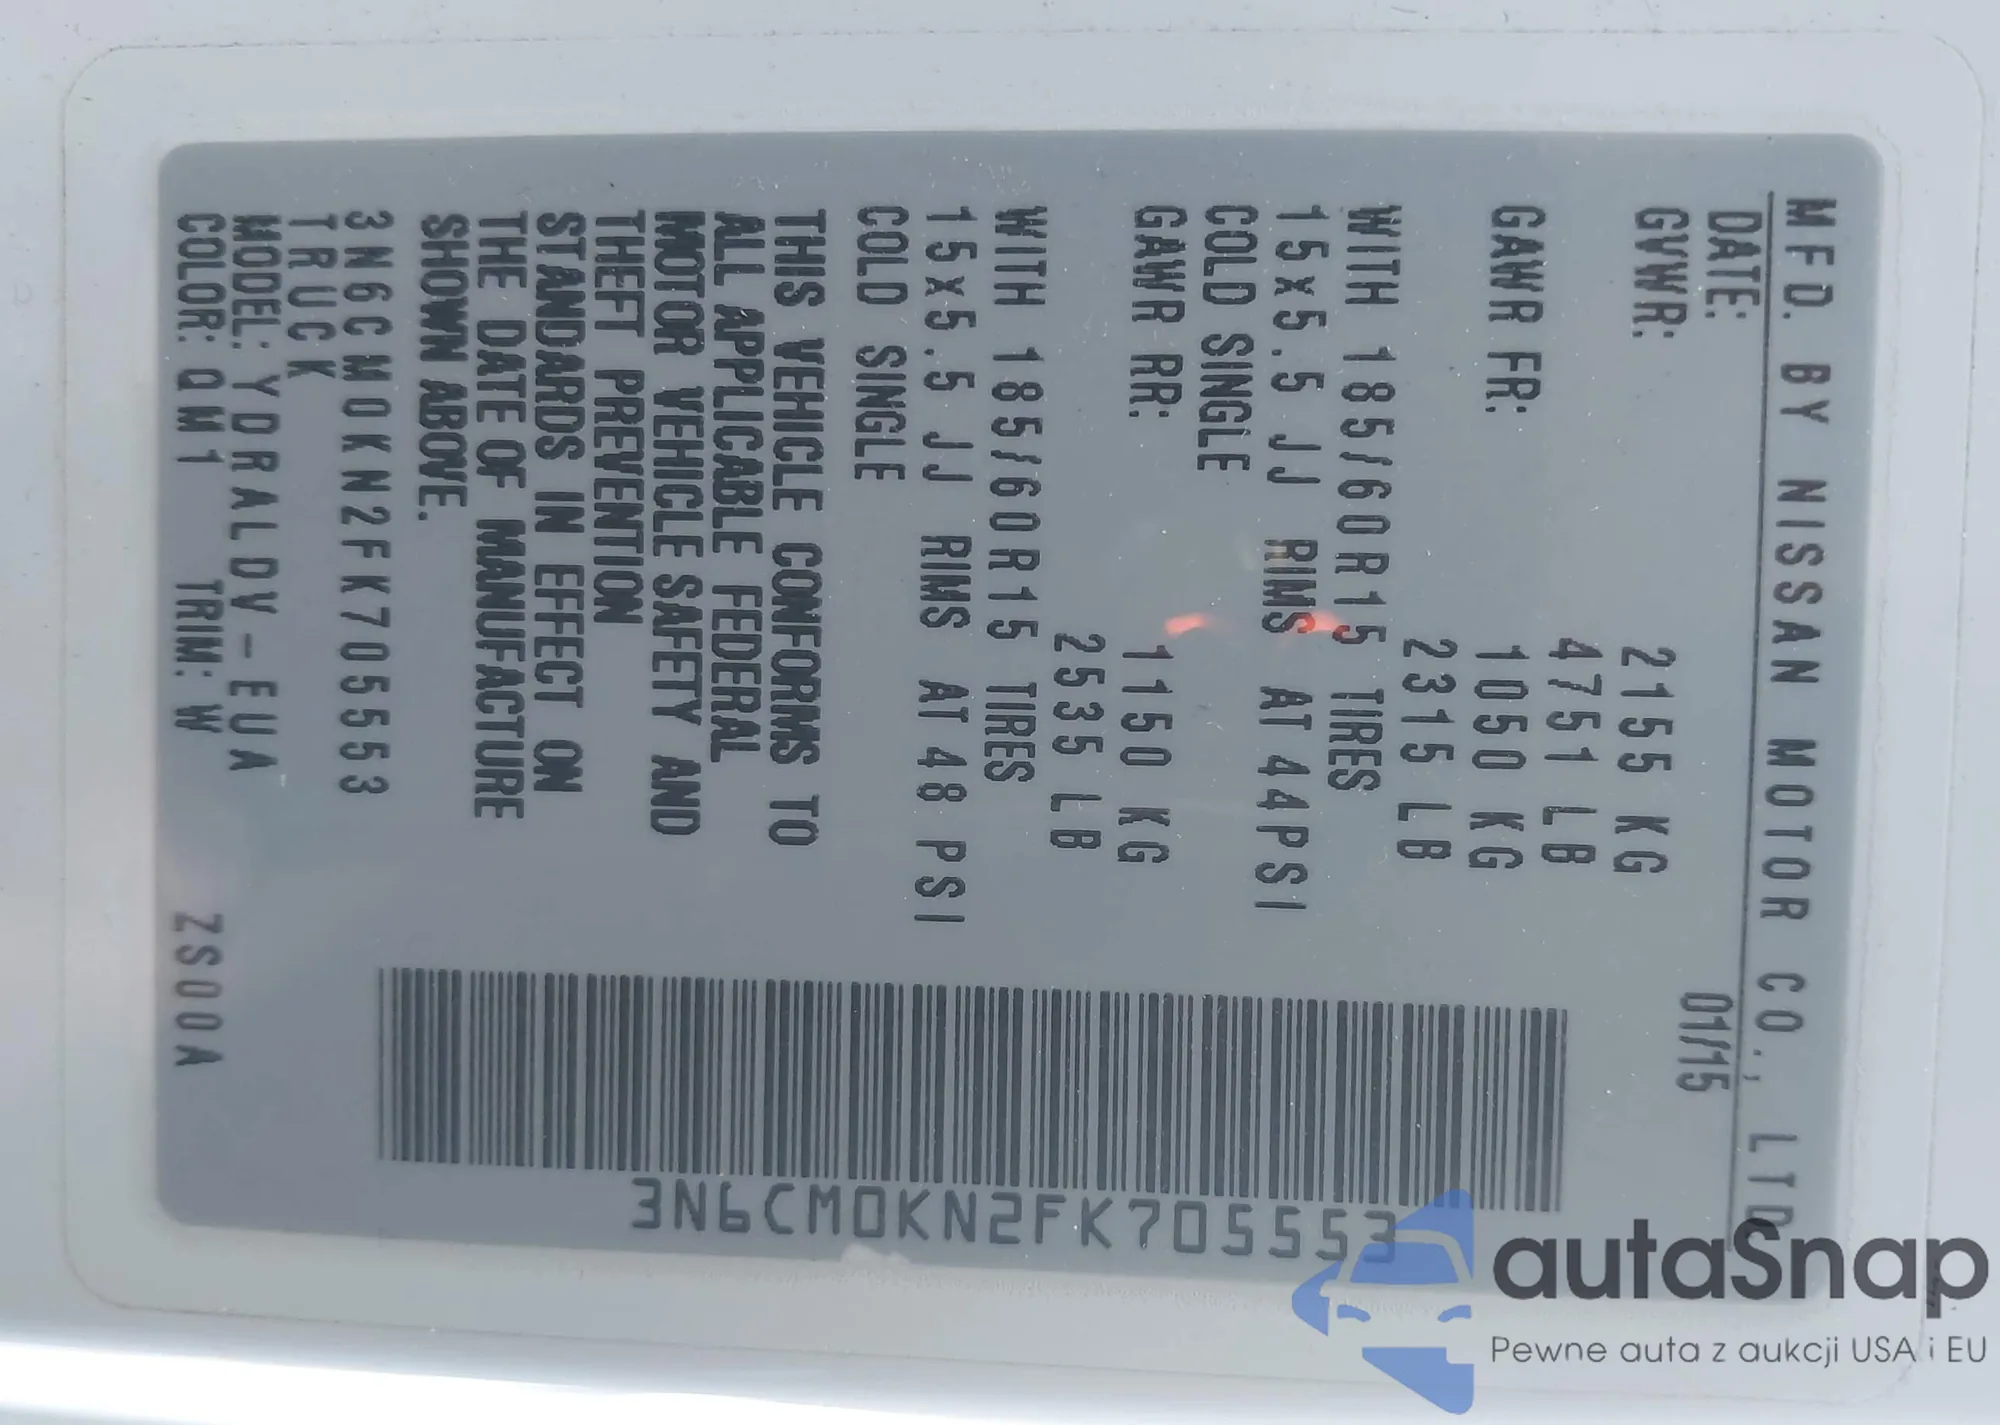 MFD. BY NISSAN MOTOR CO., LTD
DATE: 01/15
GVWR: 2155 KG
4751 LB
GAWR FR: 1050 KG
2315 LB
WITH 185/60R15 TIRES
15x5.5 JJ RIMS AT 44PSI
COLD SINGLE
GAWR RR: 1150 KG
2535 LB
WITH 185/60R15 TIRES
15x5.5 JJ RIMS AT 48 PSI
COLD SINGLE
THIS VEHICLE CONFORMS TO
ALL APPLICABLE FEDERAL
MOTOR VEHICLE SAFETY AND
THEFT PREVENTION
STANDARDS IN EFFECT ON
THE DATE OF MANUFACTURE
SHOWN ABOVE.
3N6CM0KN2FK705553
TRUCK
MODEL: YDRALDV-EUA
COLOR: QM1 TRIM: W ZS00A
3N6CM0KN2FK705553
autaSnap
Pewne auta z aukcji USA i EU